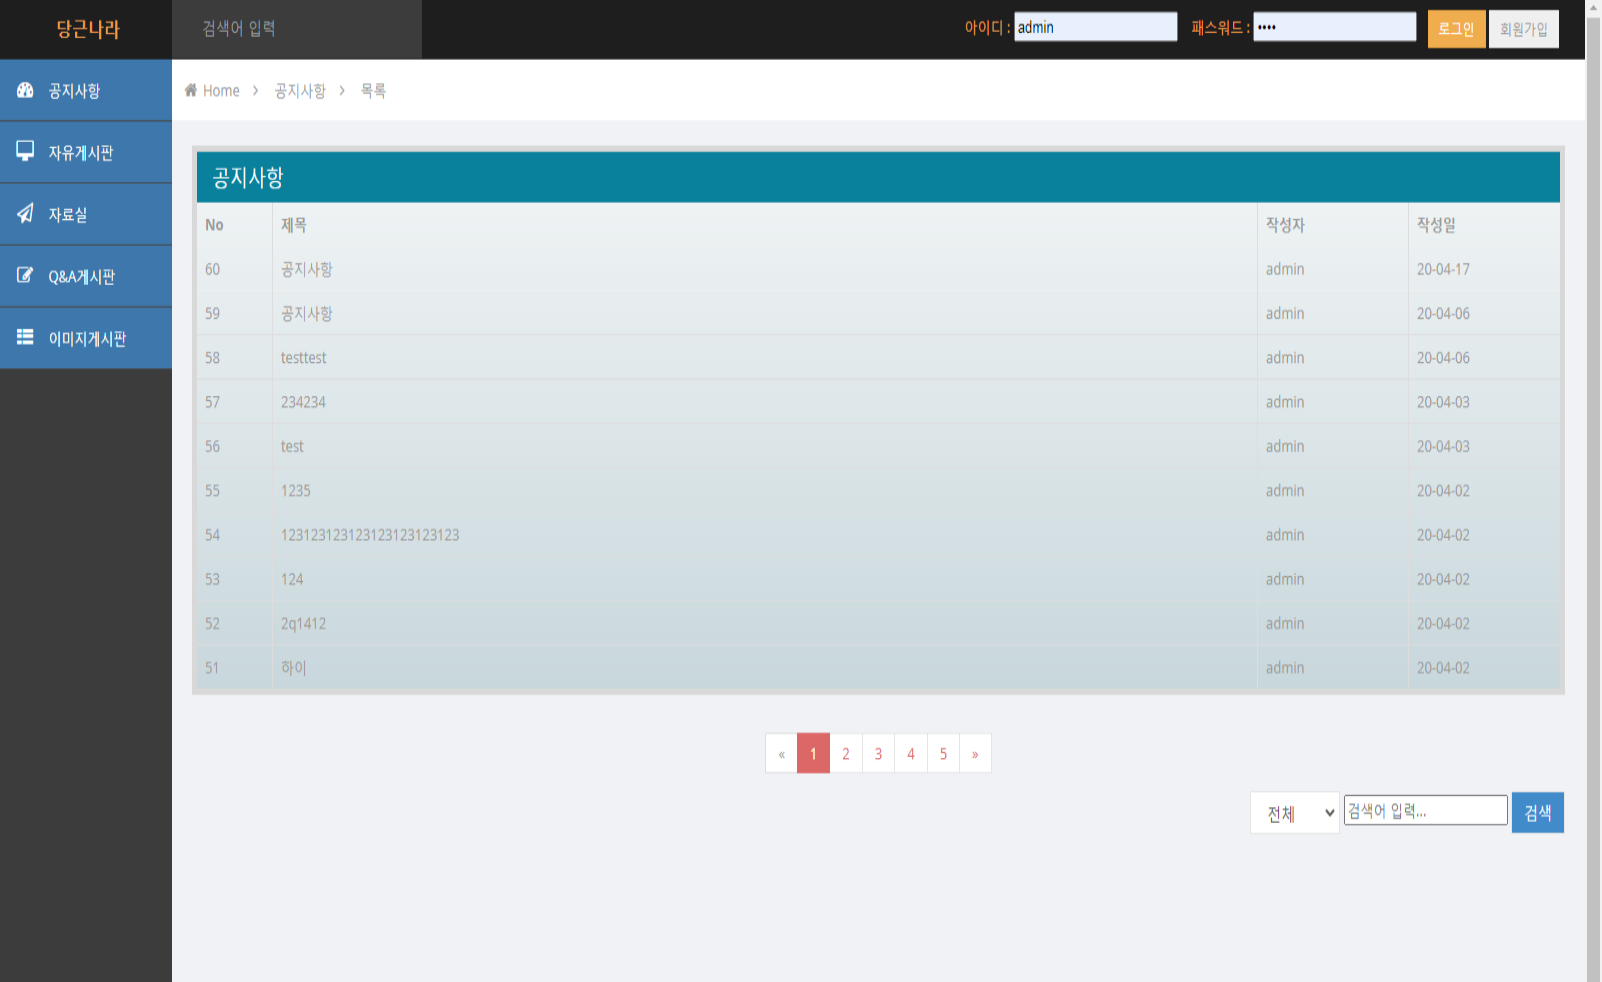 당근나라 검색어 입력 아이디 : admin 패스워드 : •••• 로그인 회원가입
공지사항
자유게시판
자료실
Q&A게시판
이미지게시판
Home > 공지사항 > 목록
공지사항
No 제목 작성자 작성일
60 공지사항 admin 20-04-17
59 공지사항 admin 20-04-06
58 testtest admin 20-04-06
57 234234 admin 20-04-03
56 test admin 20-04-03
55 1235 admin 20-04-02
54 123123123123123123123123 admin 20-04-02
53 124 admin 20-04-02
52 2q1412 admin 20-04-02
51 하이 admin 20-04-02
« 1 2 3 4 5 »
전체 검색어 입력... 검색